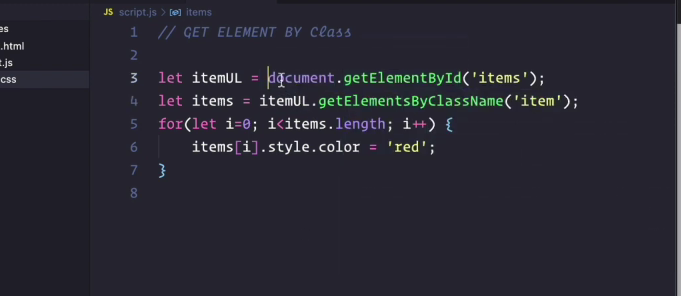 JS script.js > items
es
.html
t.js
css
1 // GET ELEMENT BY Class
2
3 let itemUL = document.getElementById('items');
4 let items = itemUL.getElementsByClassName('item');
5 for(let i=0; i<items.length; i++) {
6 items[i].style.color = 'red';
7 }
8